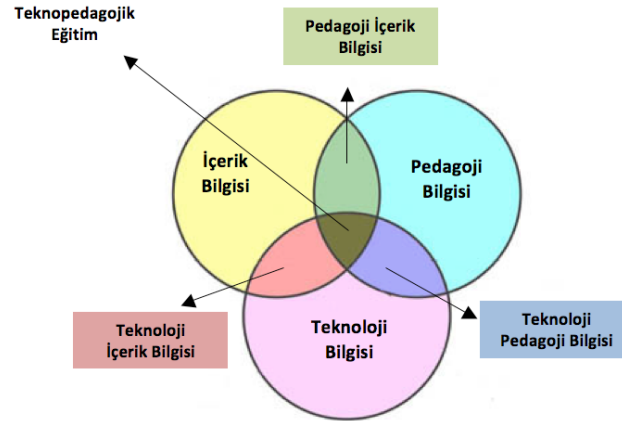 Teknopedagojik
Eğitim
Pedagoji İçerik
Bilgisi
İçerik
Bilgisi
Pedagoji
Bilgisi
Teknoloji
İçerik Bilgisi
Teknoloji
Bilgisi
Teknoloji
Pedagoji Bilgisi